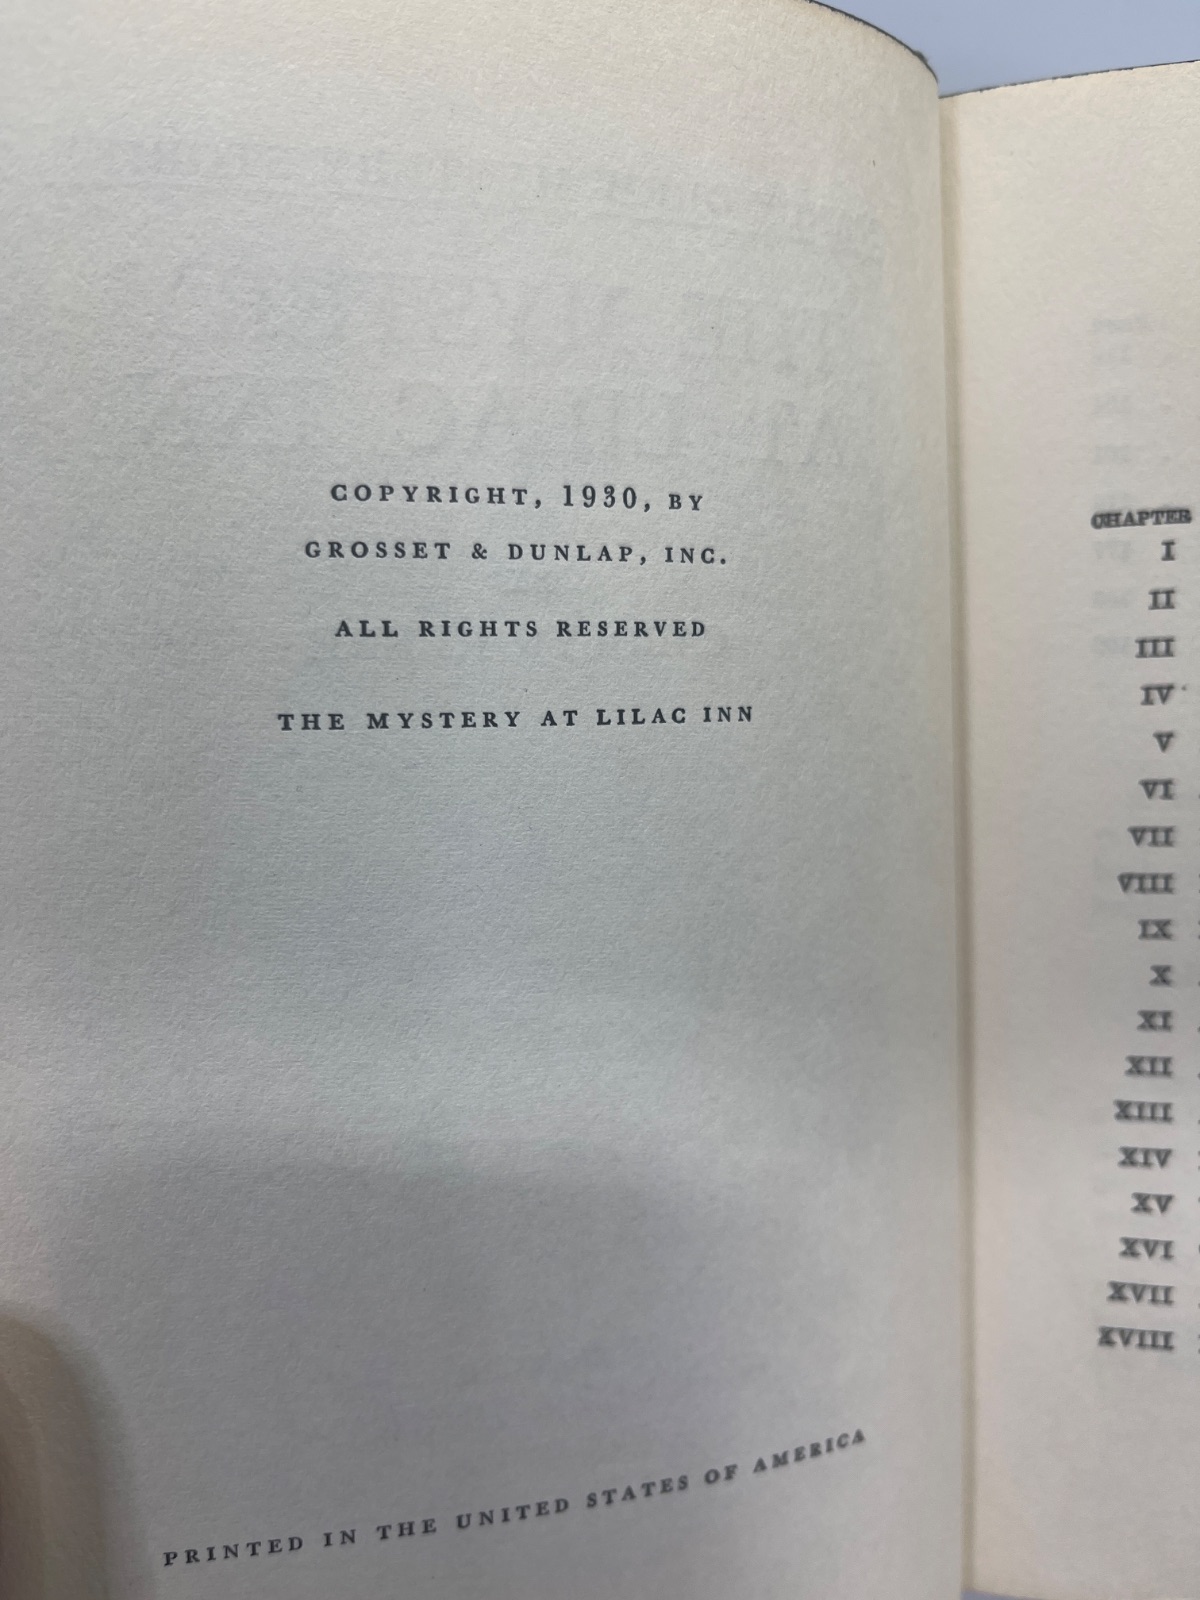 COPYRIGHT, 1930, BY
GROSSET & DUNLAP, INC.
ALL RIGHTS RESERVED
THE MYSTERY AT LILAC INN
PRINTED IN THE UNITED STATES OF AMERICA
CHAPTER
I
II
III
IV
V
VI
VII
VIII
IX
X
XI
XII
XIII
XIV
XV
XVI
XVII
XVIII